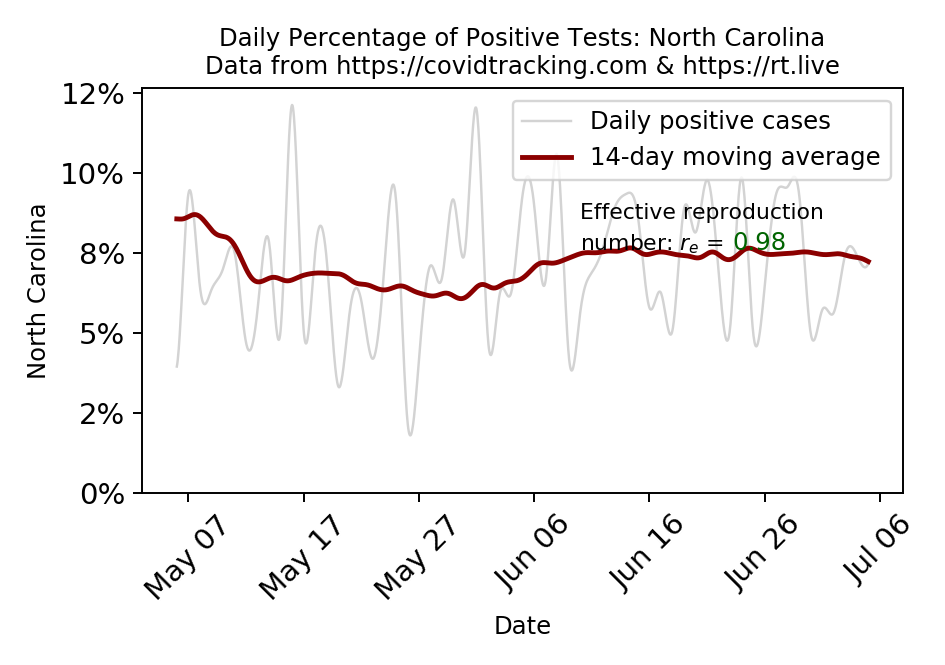 Daily Percentage of Positive Tests: North Carolina
Data from https://covidtracking.com & https://rt.live
12%
10%
8%
5%
2%
0%
North Carolina
Daily positive cases
14-day moving average
Effective reproduction
number: re = 0.98
May 07
May 17
May 27
Jun 06
Jun 16
Jun 26
Jul 06
Date